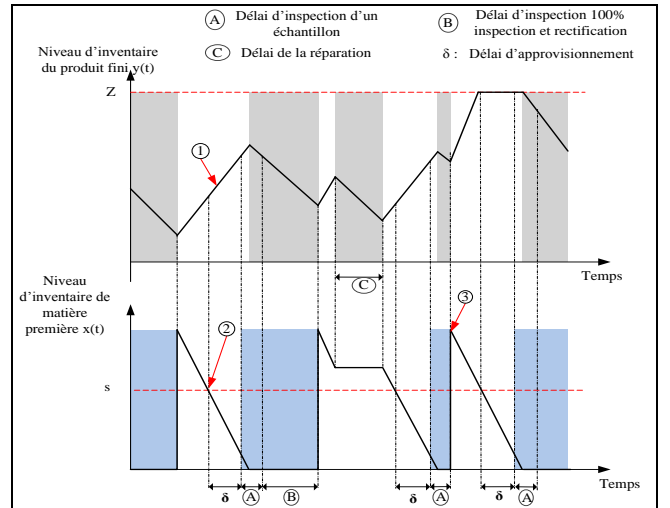 A Délai d'inspection d'un
échantillon
B Délai d'inspection 100%
inspection et rectification
C Délai de la réparation
δ : Délai d'approvisionnement
Niveau d'inventaire
du produit fini y(t)
Z
1
Temps
C
Niveau
d'inventaire de
matière
première x(t)
2
3
s
Temps
δ A B δ A δ A